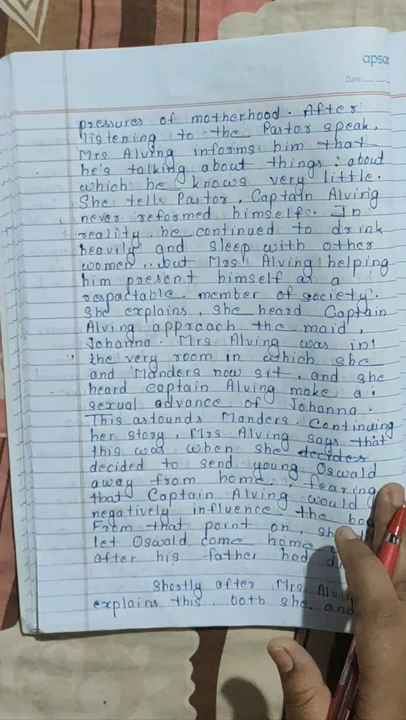 apsar
Date:
pressures of motherhood. After
listening to the Pastor speak,
Mrs Alving informs him that
he's talking about things : about
which he knows very little.
She tells Pastor, Captain Alving
never reformed himself. In
reality, he continued to drink
heavily and sleep with other
women, but Mrs Alving helping
him present himself as a
respactable member of society.
She explains, she heard Captain
Alving approach the maid,
Johanna. Mrs Alving was in
the very room in which she
and Manders now sit, and she
heard captain Alving make a
sexual advance of Johanna.
This astounds Manders. Continuing
her story, Mrs Alving says that
this was when she decides
decided to send young Oswald
away from home, fearing
that Captain Alving would
negatively influence the
From that point on
let Oswald come home
after his father had
Shortly after Mrs
explains this, both she and